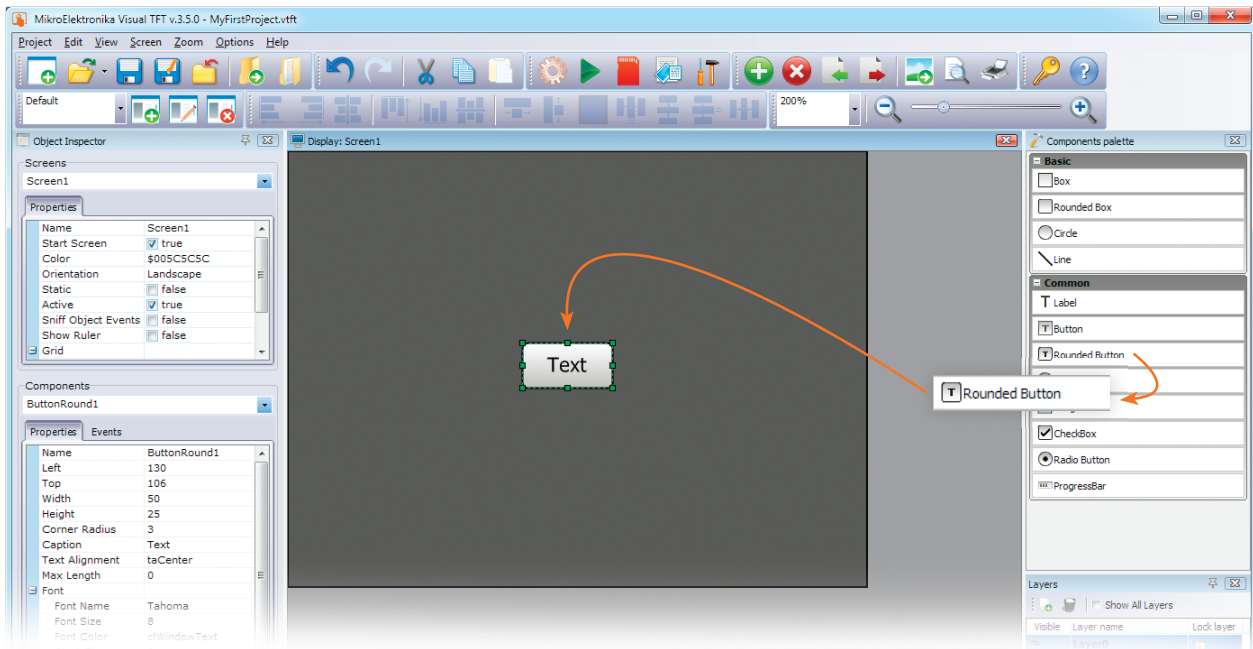 MikroElektronika Visual TFT v.3.5.0 - MyFirstProject.vtft
Project Edit View Screen Zoom Options Help
Default
200%
Object Inspector
Screens
Screen1
Properties
Name Screen1
Start Screen true
Color $005C5C5C
Orientation Landscape
Static false
Active true
Sniff Object Events false
Show Ruler false
Grid
Components
ButtonRound1
Properties Events
Name ButtonRound1
Left 130
Top 106
Width 50
Height 25
Corner Radius 3
Caption Text
Text Alignment taCenter
Max Length 0
Font
Font Name Tahoma
Font Size 8
Font Color clWindowText
Display: Screen1
Text
Components palette
Basic
Box
Rounded Box
Circle
Line
Common
T Label
T Button
T Rounded Button
T Rounded Button
CheckBox
Radio Button
ProgressBar
Layers
Show All Layers
Visible Layer name Lock layer
Layer0